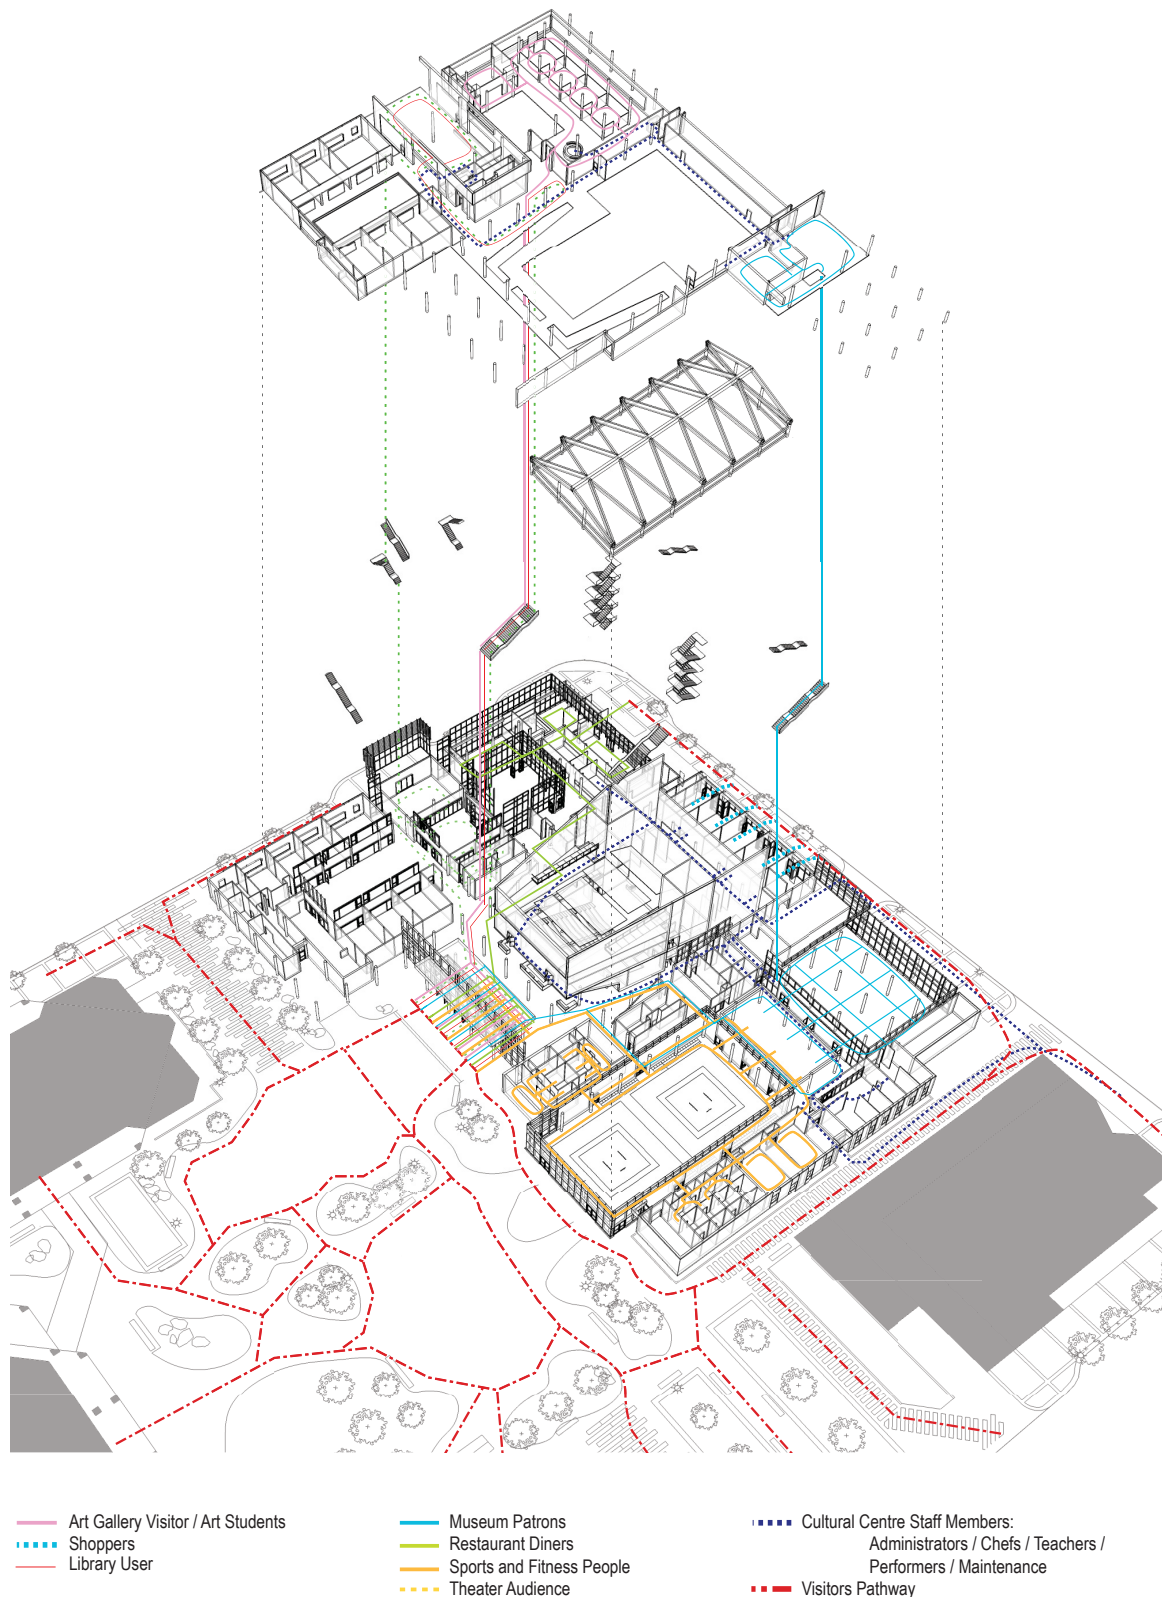 Art Gallery Visitor / Art Students
Shoppers
Library User
Museum Patrons
Restaurant Diners
Sports and Fitness People
Theater Audience
Cultural Centre Staff Members:
Administrators / Chefs / Teachers /
Performers / Maintenance
Visitors Pathway